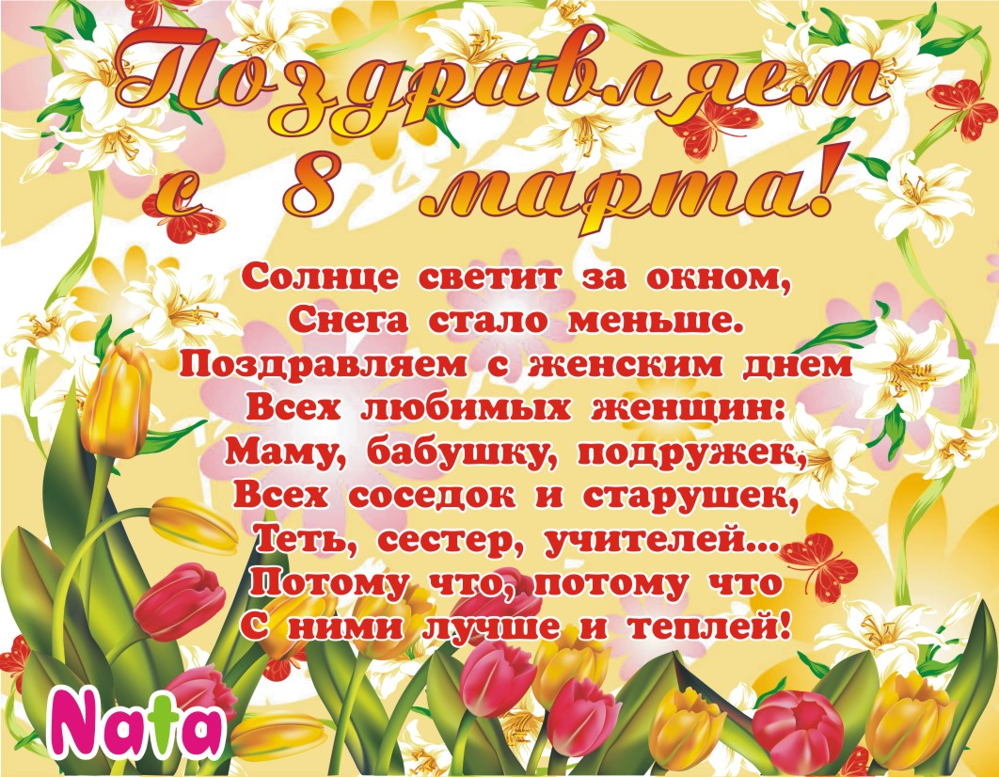 Поздравляем
с 8 марта!
Солнце светит за окном,
Снега стало меньше.
Поздравляем с женским днем
Всех любимых женщин:
Маму, бабушку, подружек,
Всех соседок и старушек,
Теть, сестер, учителей...
Потому что, потому что
С ними лучше и теплей!
Nata